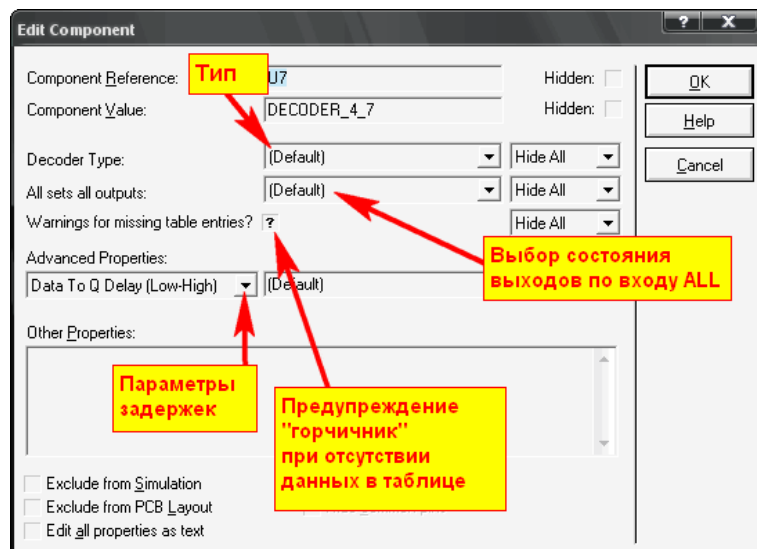 Edit Component
? X
Component Reference: U7 Hidden:
Тип
Component Value: DECODER_4_7 Hidden:
OK
Help
Cancel
Decoder Type: (Default) Hide All
All sets all outputs: (Default) Hide All
Warnings for missing table entries? ? Hide All
Выбор состояния
выходов по входу ALL
Advanced Properties:
Data To Q Delay (Low-High) (Default)
Other Properties:
Параметры
задержек
Предупреждение
"горчичник"
при отсутствии
данных в таблице
Exclude from Simulation
Exclude from PCB Layout
Edit all properties as text